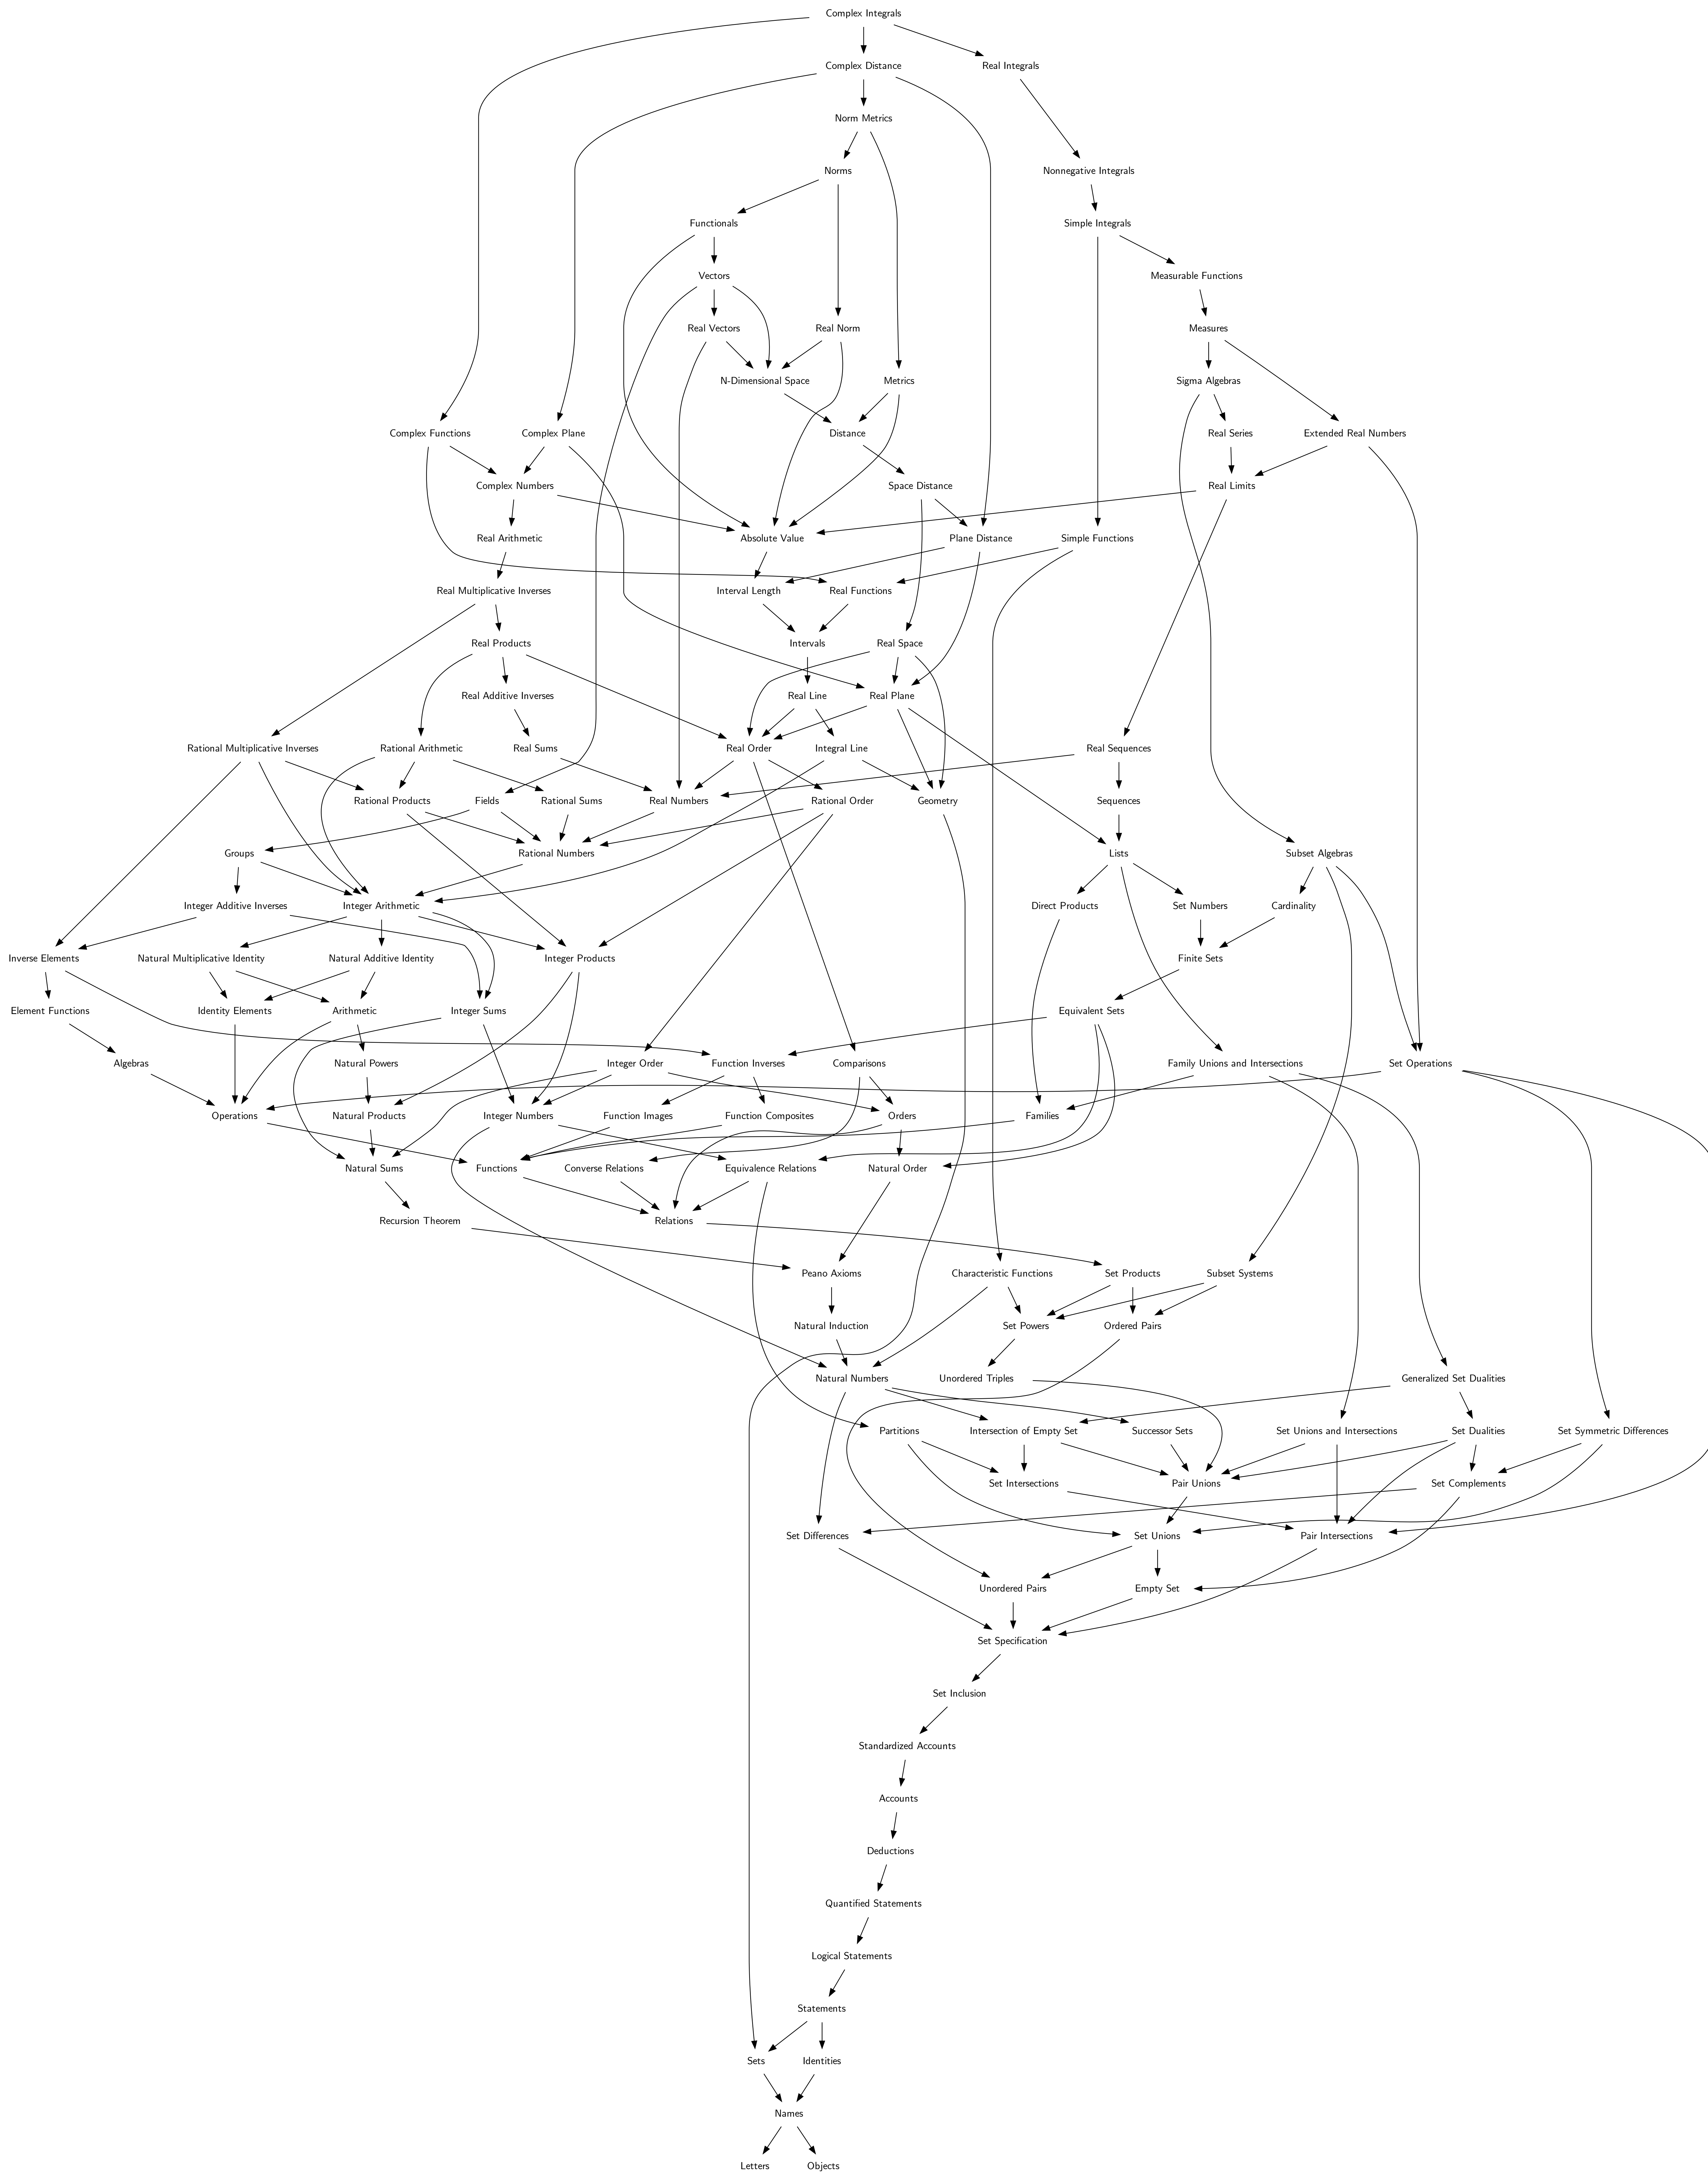 Complex Integrals
Complex Distance
Real Integrals
Norm Metrics
Norms
Nonnegative Integrals
Functionals
Simple Integrals
Vectors
Measurable Functions
Real Vectors
Real Norm
Measures
N-Dimensional Space
Metrics
Sigma Algebras
Complex Functions
Complex Plane
Distance
Real Series
Extended Real Numbers
Complex Numbers
Space Distance
Real Limits
Real Arithmetic
Absolute Value
Plane Distance
Simple Functions
Real Multiplicative Inverses
Interval Length
Real Functions
Real Products
Intervals
Real Space
Real Additive Inverses
Real Line
Real Plane
Rational Multiplicative Inverses
Rational Arithmetic
Real Sums
Real Order
Integral Line
Real Sequences
Rational Products
Fields
Rational Sums
Real Numbers
Rational Order
Geometry
Sequences
Groups
Rational Numbers
Lists
Subset Algebras
Integer Additive Inverses
Integer Arithmetic
Direct Products
Set Numbers
Cardinality
Inverse Elements
Natural Multiplicative Identity
Natural Additive Identity
Integer Products
Finite Sets
Element Functions
Identity Elements
Arithmetic
Integer Sums
Equivalent Sets
Algebras
Natural Powers
Integer Order
Function Inverses
Comparisons
Family Unions and Intersections
Set Operations
Operations
Natural Products
Integer Numbers
Function Images
Function Composites
Orders
Families
Natural Sums
Functions
Converse Relations
Equivalence Relations
Natural Order
Recursion Theorem
Relations
Peano Axioms
Characteristic Functions
Set Products
Subset Systems
Natural Induction
Set Powers
Ordered Pairs
Natural Numbers
Unordered Triples
Generalized Set Dualities
Partitions
Intersection of Empty Set
Successor Sets
Set Unions and Intersections
Set Dualities
Set Symmetric Differences
Set Intersections
Pair Unions
Set Complements
Set Differences
Set Unions
Pair Intersections
Unordered Pairs
Empty Set
Set Specification
Set Inclusion
Standardized Accounts
Accounts
Deductions
Quantified Statements
Logical Statements
Statements
Sets
Identities
Names
Letters
Objects